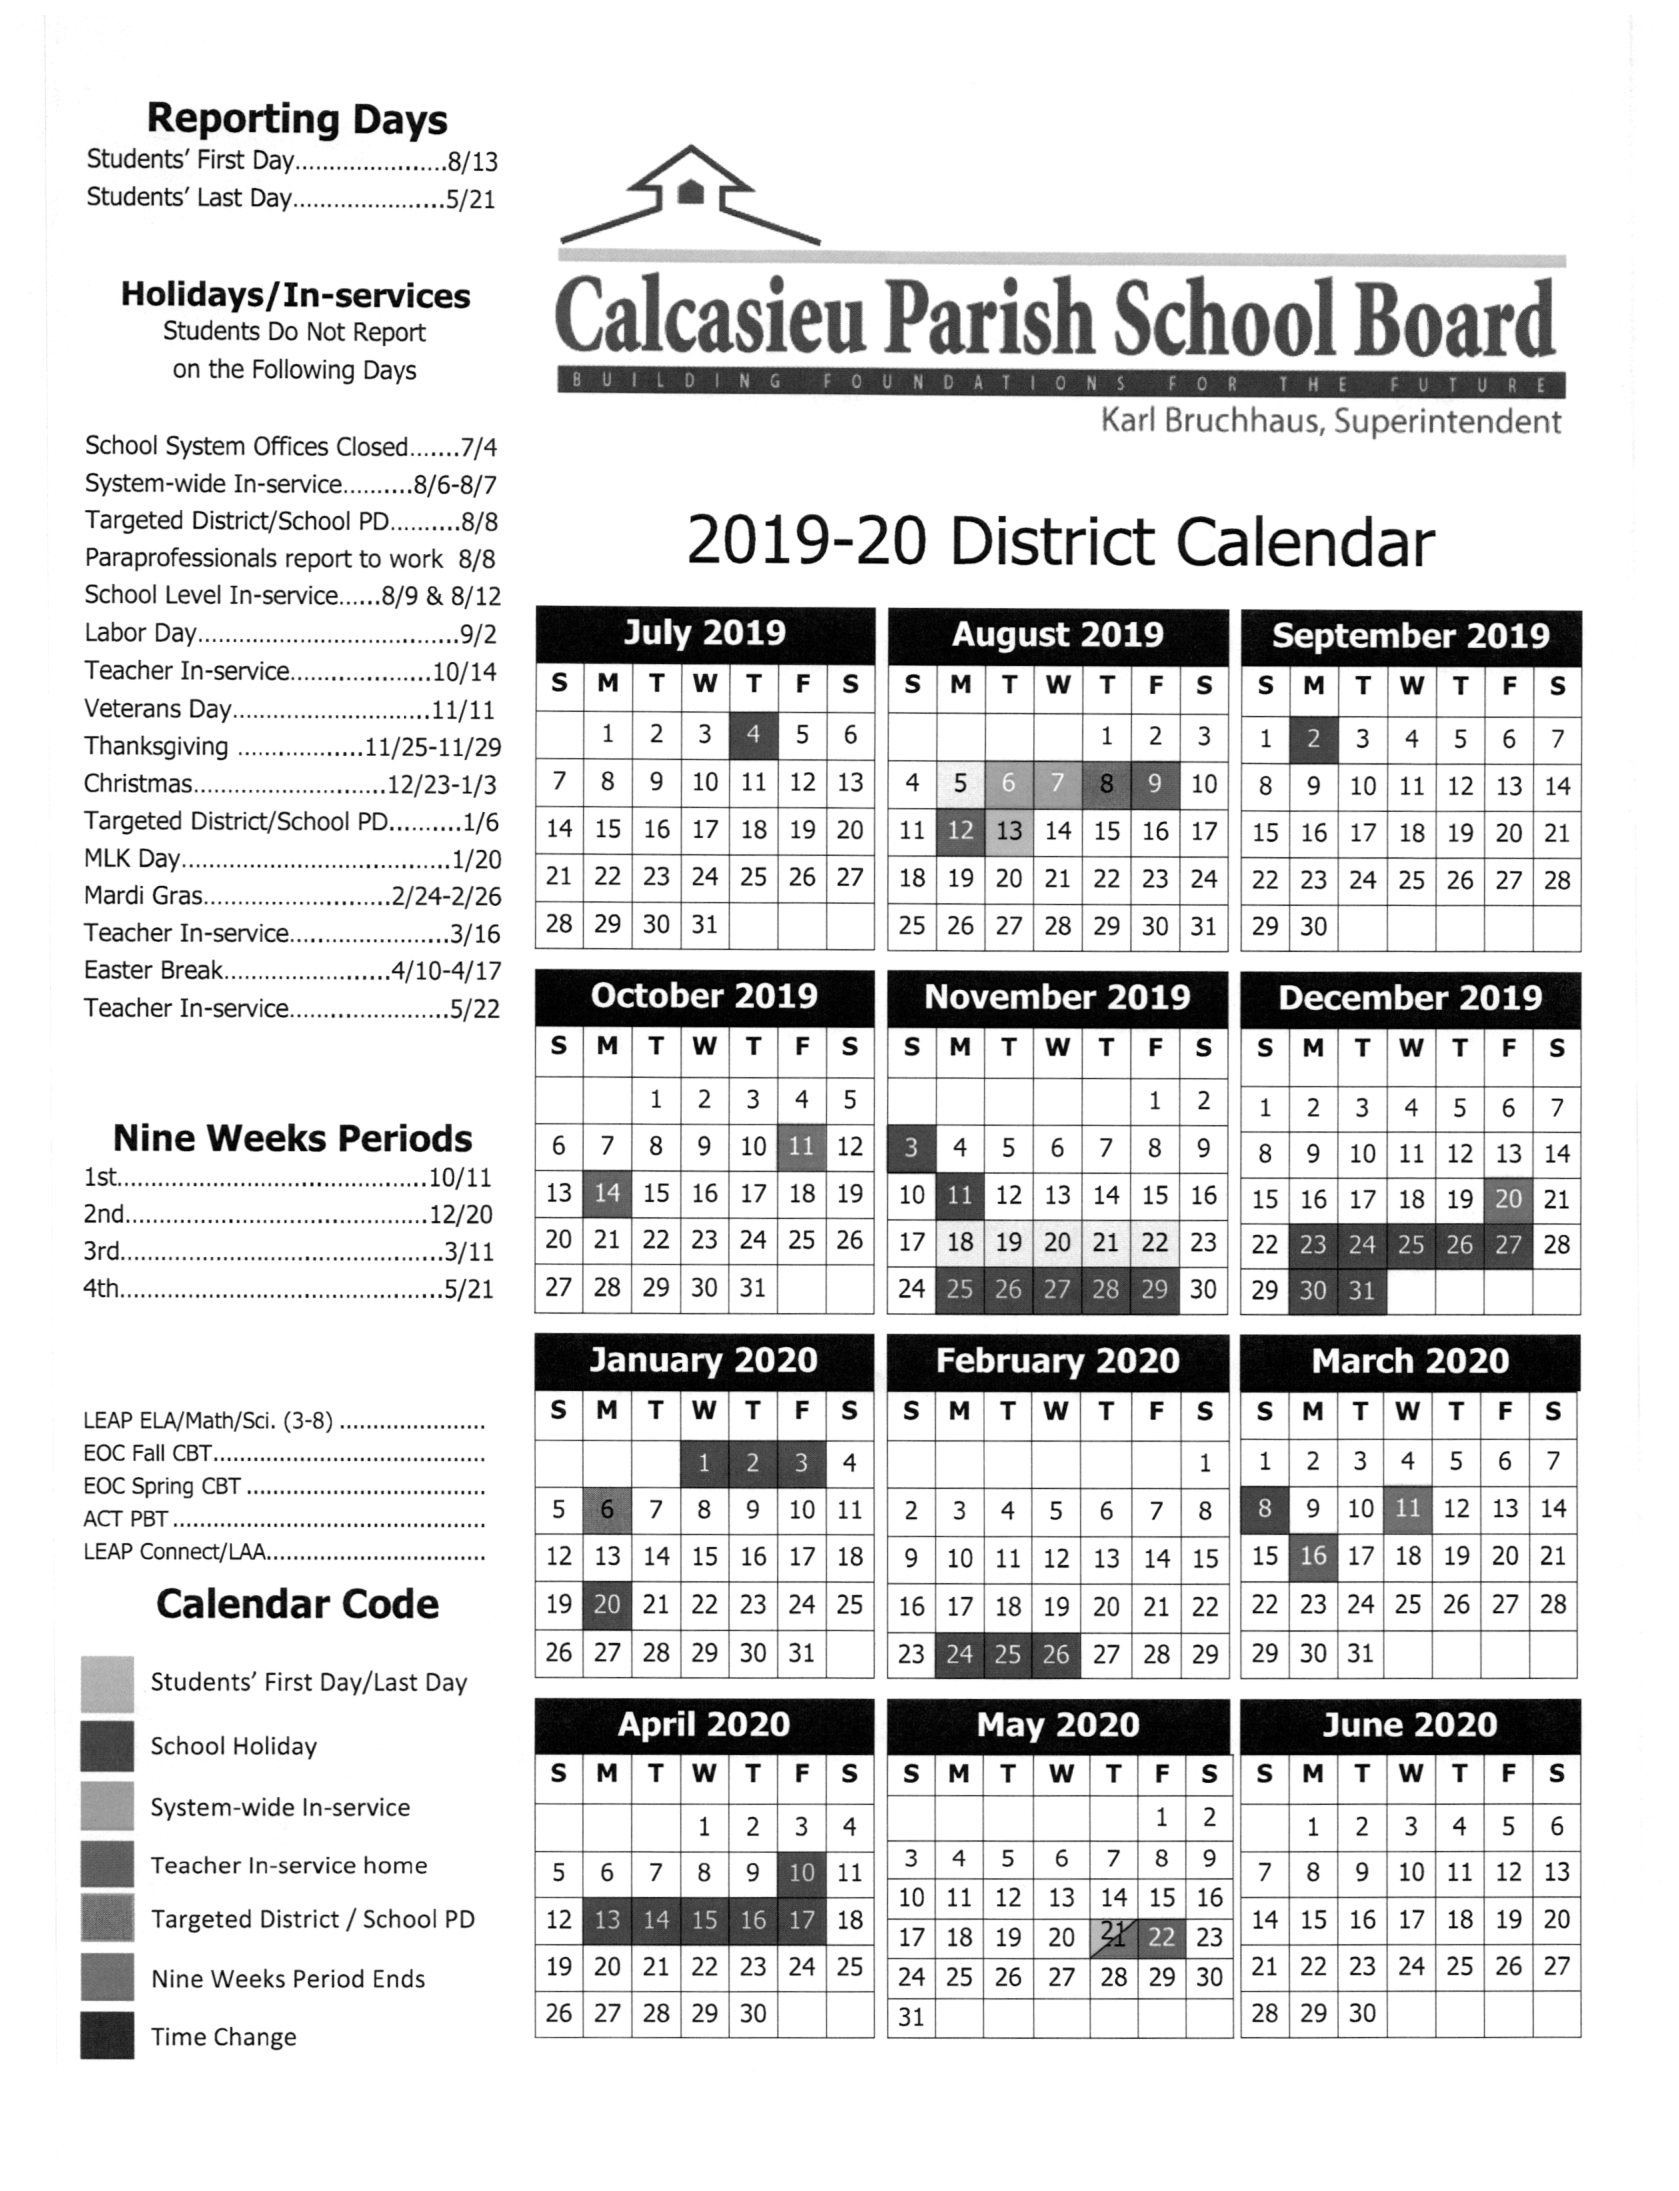 Reporting Days
Students' First Day......................8/13
Students' Last Day......................5/21
Holidays/In-services
Students Do Not Report
on the Following Days
School System Offices Closed.......7/4
System-wide In-service..........8/6-8/7
Targeted District/School PD..........8/8
Paraprofessionals report to work 8/8
School Level In-service......8/9 & 8/12
Labor Day......................................9/2
Teacher In-service....................10/14
Veterans Day............................11/11
Thanksgiving ..................11/25-11/29
Christmas............................12/23-1/3
Targeted District/School PD..........1/6
MLK Day.......................................1/20
Mardi Gras...........................2/24-2/26
Teacher In-service.......................3/16
Easter Break........................4/10-4/17
Teacher In-service.......................5/22
Nine Weeks Periods
1st.............................................10/11
2nd............................................12/20
3rd...............................................3/11
4th...............................................5/21
LEAP ELA/Math/Sci. (3-8) .....................
EOC Fall CBT.......................................
EOC Spring CBT ..................................
ACT PBT .............................................
LEAP Connect/LAA................................
Calendar Code
Students' First Day/Last Day
School Holiday
System-wide In-service
Teacher In-service home
Targeted District / School PD
Nine Weeks Period Ends
Time Change
Calcasieu Parish School Board
BUILDING FOUNDATIONS FOR THE FUTURE
Karl Bruchhaus, Superintendent
2019-20 District Calendar
July 2019
S M T W T F S
1 2 3 4 5 6
7 8 9 10 11 12 13
14 15 16 17 18 19 20
21 22 23 24 25 26 27
28 29 30 31
August 2019
S M T W T F S
1 2 3
4 5 6 7 8 9 10
11 12 13 14 15 16 17
18 19 20 21 22 23 24
25 26 27 28 29 30 31
September 2019
S M T W T F S
1 2 3 4 5 6 7
8 9 10 11 12 13 14
15 16 17 18 19 20 21
22 23 24 25 26 27 28
29 30
October 2019
S M T W T F S
1 2 3 4 5
6 7 8 9 10 11 12
13 14 15 16 17 18 19
20 21 22 23 24 25 26
27 28 29 30 31
November 2019
S M T W T F S
1 2
3 4 5 6 7 8 9
10 11 12 13 14 15 16
17 18 19 20 21 22 23
24 25 26 27 28 29 30
December 2019
S M T W T F S
1 2 3 4 5 6 7
8 9 10 11 12 13 14
15 16 17 18 19 20 21
22 23 24 25 26 27 28
29 30 31
January 2020
S M T W T F S
1 2 3 4
5 6 7 8 9 10 11
12 13 14 15 16 17 18
19 20 21 22 23 24 25
26 27 28 29 30 31
February 2020
S M T W T F S
1
2 3 4 5 6 7 8
9 10 11 12 13 14 15
16 17 18 19 20 21 22
23 24 25 26 27 28 29
March 2020
S M T W T F S
1 2 3 4 5 6 7
8 9 10 11 12 13 14
15 16 17 18 19 20 21
22 23 24 25 26 27 28
29 30 31
April 2020
S M T W T F S
1 2 3 4
5 6 7 8 9 10 11
12 13 14 15 16 17 18
19 20 21 22 23 24 25
26 27 28 29 30
May 2020
S M T W T F S
1 2
3 4 5 6 7 8 9
10 11 12 13 14 15 16
17 18 19 20 21 22 23
24 25 26 27 28 29 30
31
June 2020
S M T W T F S
1 2 3 4 5 6
7 8 9 10 11 12 13
14 15 16 17 18 19 20
21 22 23 24 25 26 27
28 29 30